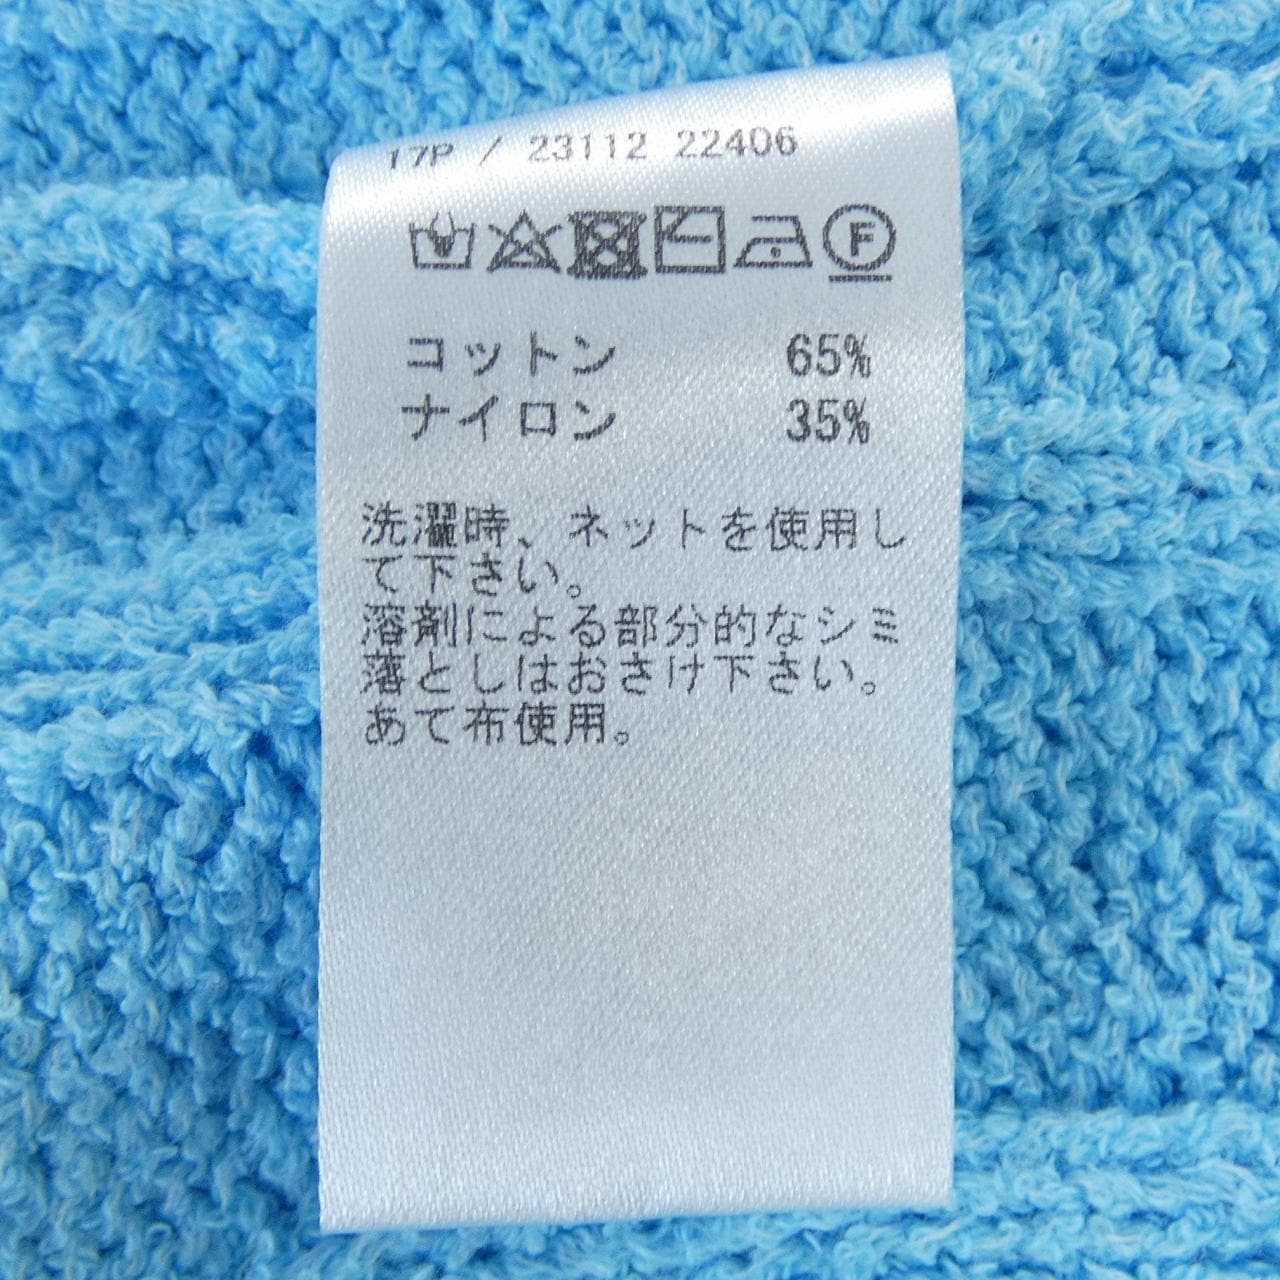 17P / 23112 22406
F
コットン 65%
ナイロン 35%
洗濯時、ネットを使用し
て下さい。
溶剤による部分的なシミ
落としはおさけ下さい。
あて布使用。